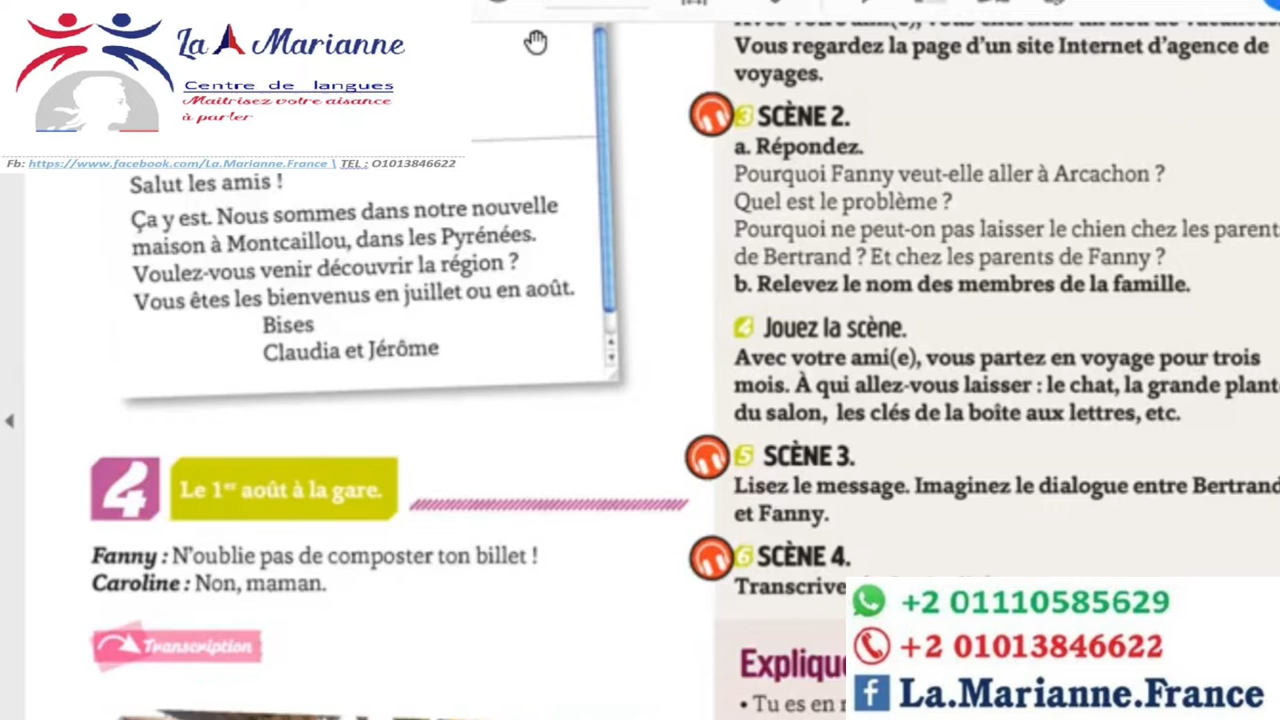 La Marianne
Centre de langues
Maitrisez votre aisance
à parler
Fb: https://www.facebook.com/La.Marianne.France \ TEL : O1013846622
Salut les amis !
Ça y est. Nous sommes dans notre nouvelle
maison à Montcaillou, dans les Pyrénées.
Voulez-vous venir découvrir la région ?
Vous êtes les bienvenus en juillet ou en août.
Bises
Claudia et Jérôme
4 Le 1er août à la gare.
Fanny : N'oublie pas de composter ton billet !
Caroline : Non, maman.
Transcription
Vous regardez la page d'un site Internet d'agence de
voyages.
3 SCÈNE 2.
a. Répondez.
Pourquoi Fanny veut-elle aller à Arcachon ?
Quel est le problème ?
Pourquoi ne peut-on pas laisser le chien chez les parent
de Bertrand ? Et chez les parents de Fanny ?
b. Relevez le nom des membres de la famille.
4 Jouez la scène.
Avec votre ami(e), vous partez en voyage pour trois
mois. À qui allez-vous laisser : le chat, la grande plant
du salon, les clés de la boîte aux lettres, etc.
5 SCÈNE 3.
Lisez le message. Imaginez le dialogue entre Bertrand
et Fanny.
6 SCÈNE 4.
Transcrive
Explique
• Tu es en
+2 01110585629
+2 01013846622
La.Marianne.France